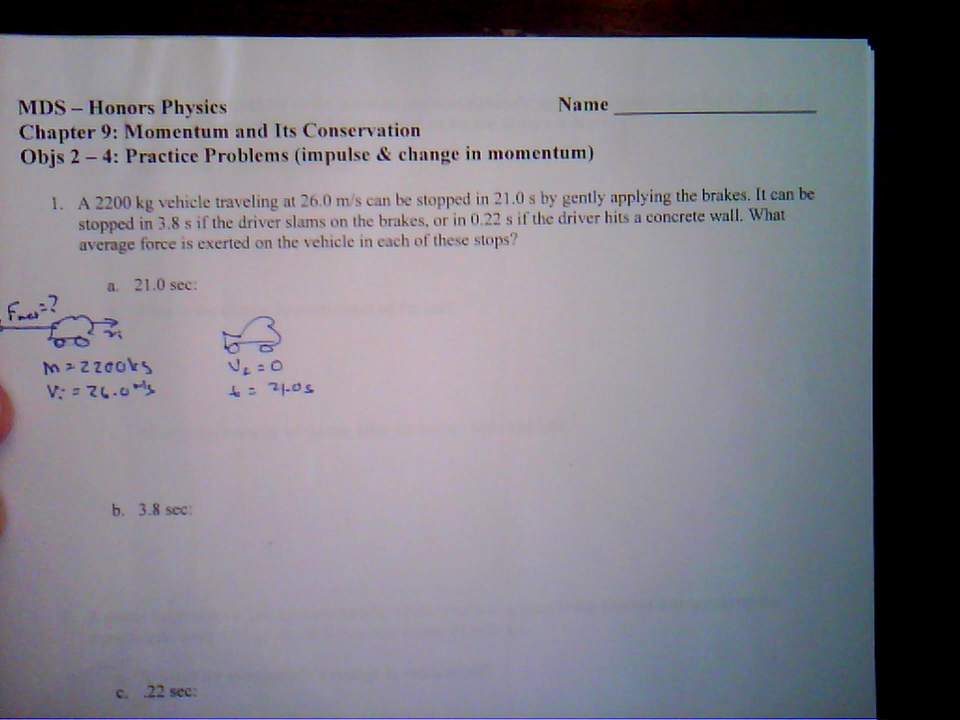 MDS – Honors Physics
Name
Chapter 9: Momentum and Its Conservation
Objs 2 – 4: Practice Problems (impulse & change in momentum)
1. A 2200 kg vehicle traveling at 26.0 m/s can be stopped in 21.0 s by gently applying the brakes. It can be
stopped in 3.8 s if the driver slams on the brakes, or in 0.22 s if the driver hits a concrete wall. What
average force is exerted on the vehicle in each of these stops?
a. 21.0 sec:
m = 2200 kg
Vf = 0
Vi = 26.0 m/s
t = 21.0 s
b. 3.8 sec:
c. .22 sec: